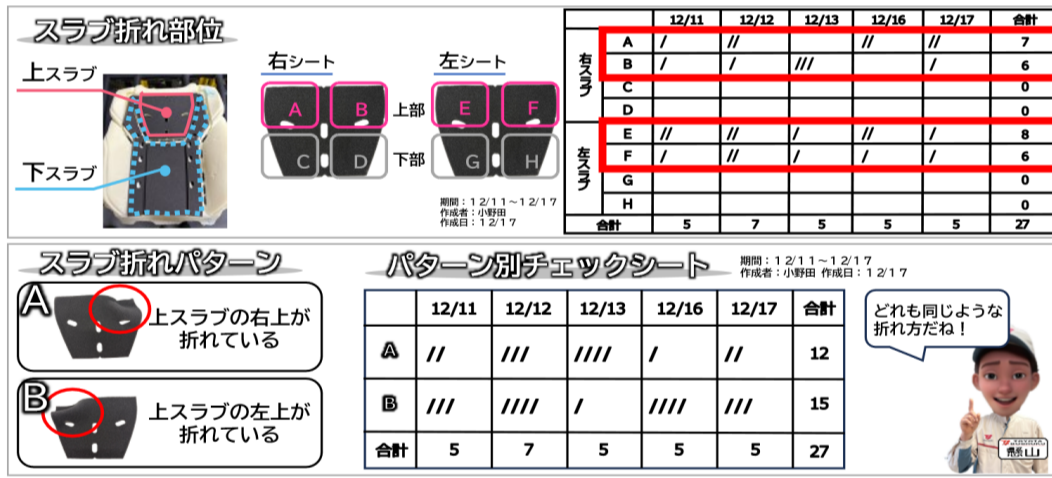 スラブ折れ部位
上スラブ
下スラブ
右シート
左シート
A
B
C
D
上部
下部
E
F
G
H
期間：１２/１１～１２/１７
作成者：小野田
作成日：１２/１７
12/11 12/12 12/13 12/16 12/17 合計
右スラブ
A / // // // 7
B / / /// / 6
C 0
D 0
左スラブ
E // // / // / 8
F / // / / / 6
G 0
H 0
合計 5 7 5 5 5 27
スラブ折れパターン
A
上スラブの右上が
折れている
B
上スラブの左上が
折れている
パターン別チェックシート
期間：１２/１１～１２/１７
作成者：小野田 作成日：１２/１７
12/11 12/12 12/13 12/16 12/17 合計
A // /// //// / // 12
B /// //// / //// /// 15
合計 5 7 5 5 5 27
どれも同じような
折れ方だね！